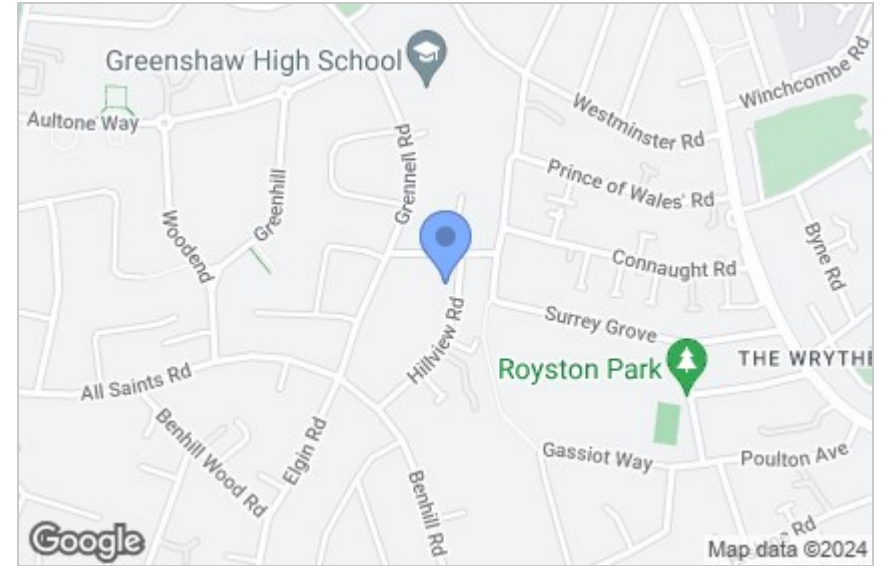 Greenshaw High School
Aultone Way
Winchcombe Rd
Westminster Rd
Grennell Rd
Prince of Wales' Rd
Greenhill
Woodend
Byne Rd
Connaught Rd
Surrey Grove
Hillview Rd
Royston Park
THE WRYTHE
All Saints Rd
Benhill Wood Rd
Elgin Rd
Gassiot Way
Poulton Ave
Benhill Rd
Rd
Google
Map data ©2024